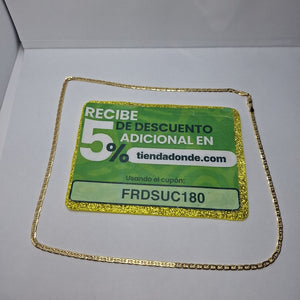 RECIBE
5%
DE DESCUENTO
ADICIONAL EN
tiendadonde.com
Usando el cupón:
FRDSUC180